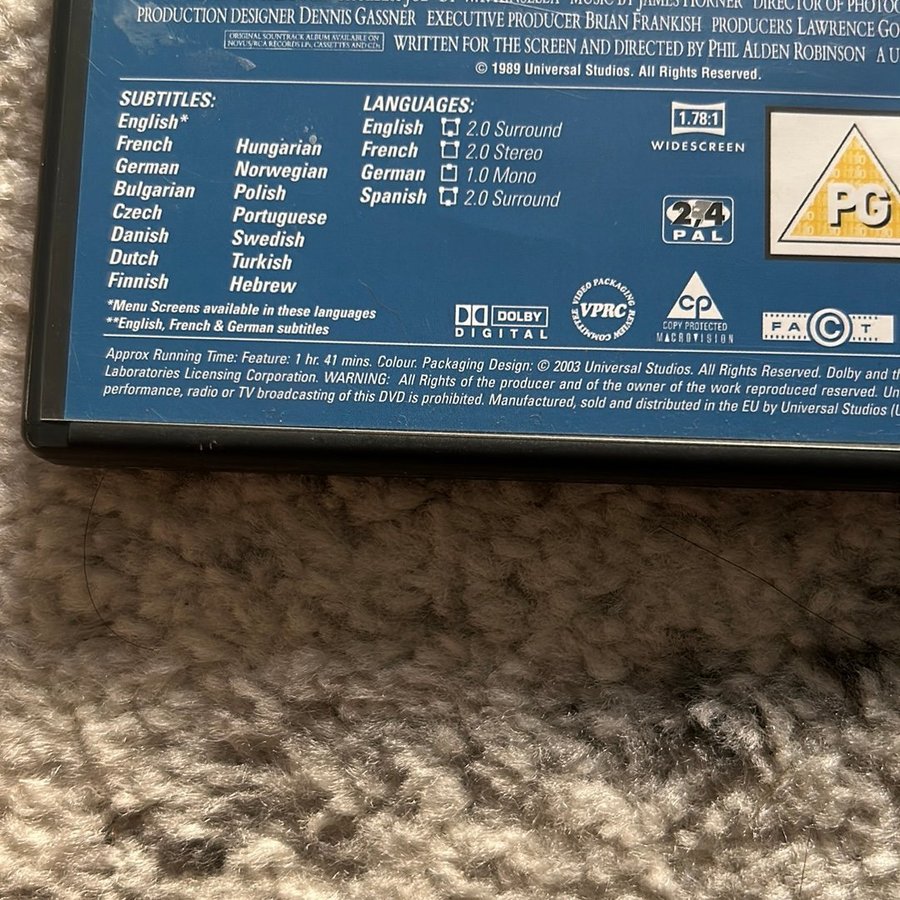 MUSIC BY JAMES HORNER DIRECTOR OF
PRODUCTION DESIGNER DENNIS GASSNER EXECUTIVE PRODUCER BRIAN FRANKISH PRODUCERS LAWRENCE
ORIGINAL SOUNDTRACK ALBUM AVAILABLE ON
NOVUS/RCA RECORDS LPs, CASSETTES AND CDs
WRITTEN FOR THE SCREEN AND DIRECTED BY PHIL ALDEN ROBINSON A
© 1989 Universal Studios. All Rights Reserved.
SUBTITLES:
English*
French
German
Bulgarian
Czech
Danish
Dutch
Finnish
Hungarian
Norwegian
Polish
Portuguese
Swedish
Turkish
Hebrew
*Menu Screens available in these languages
**English, French & German subtitles
LANGUAGES:
English 2.0 Surround
French 2.0 Stereo
German 1.0 Mono
Spanish 2.0 Surround
1.78:1
WIDESCREEN
2,4
PAL
PG
DOLBY
DIGITAL
VIDEO PACKAGING REVIEW COMMITTEE
VPRC
CP
COPY PROTECTED
MACROVISION
FACT
Approx Running Time: Feature: 1 hr. 41 mins. Colour. Packaging Design: © 2003 Universal Studios. All Rights Reserved. Dolby and
Laboratories Licensing Corporation. WARNING: All Rights of the producer and of the owner of the work reproduced reserved.
performance, radio or TV broadcasting of this DVD is prohibited. Manufactured, sold and distributed in the EU by Universal Studios